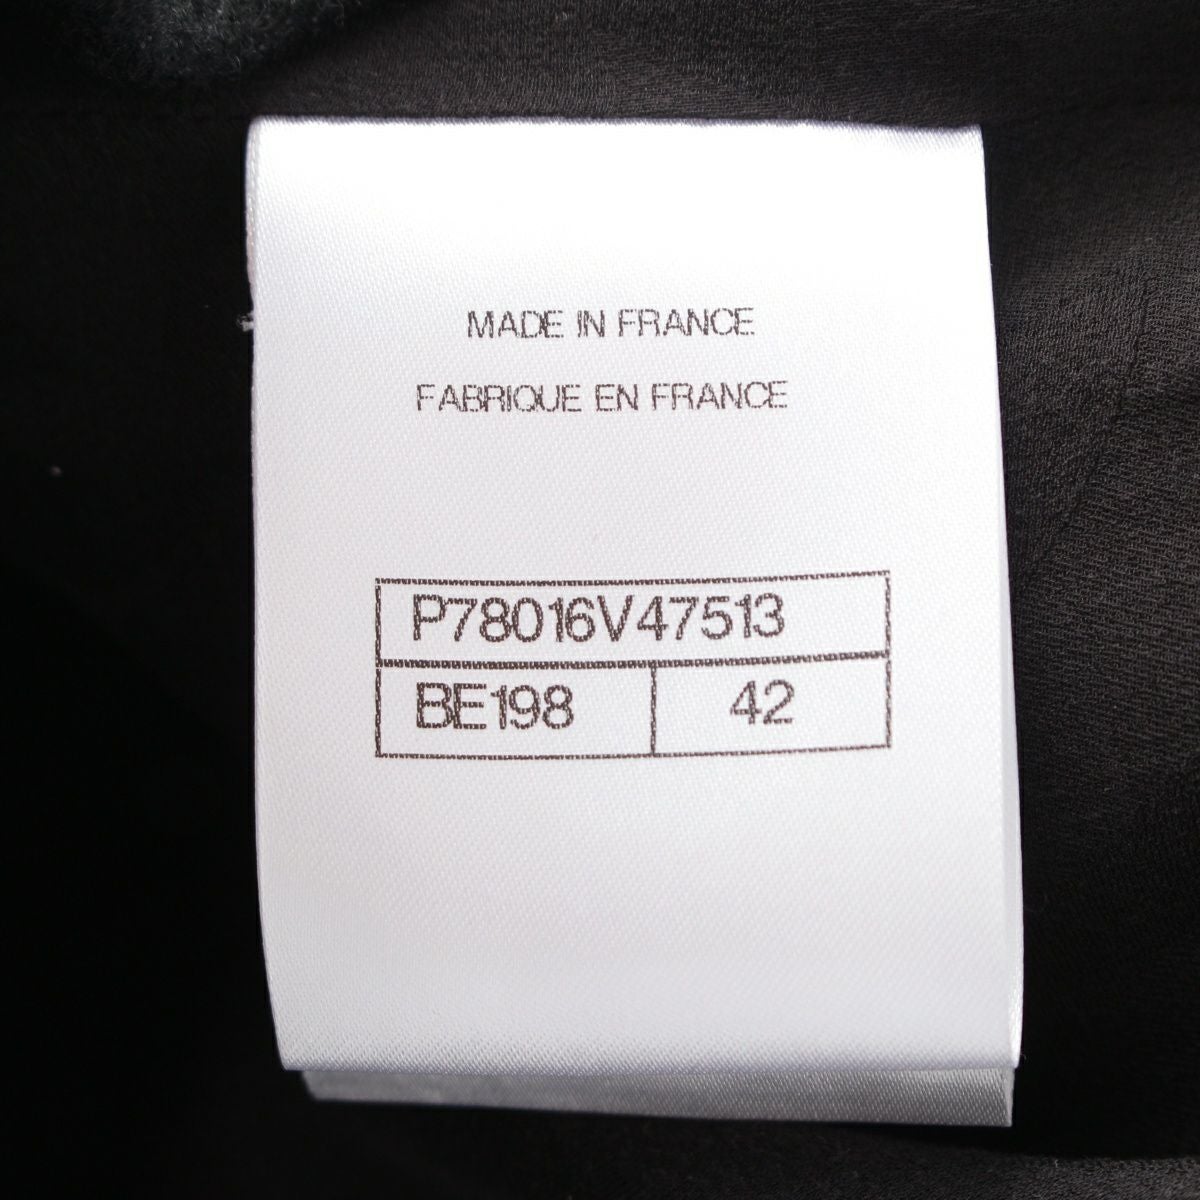 MADE IN FRANCE
FABRIQUE EN FRANCE
P78016V47513
BE198 42